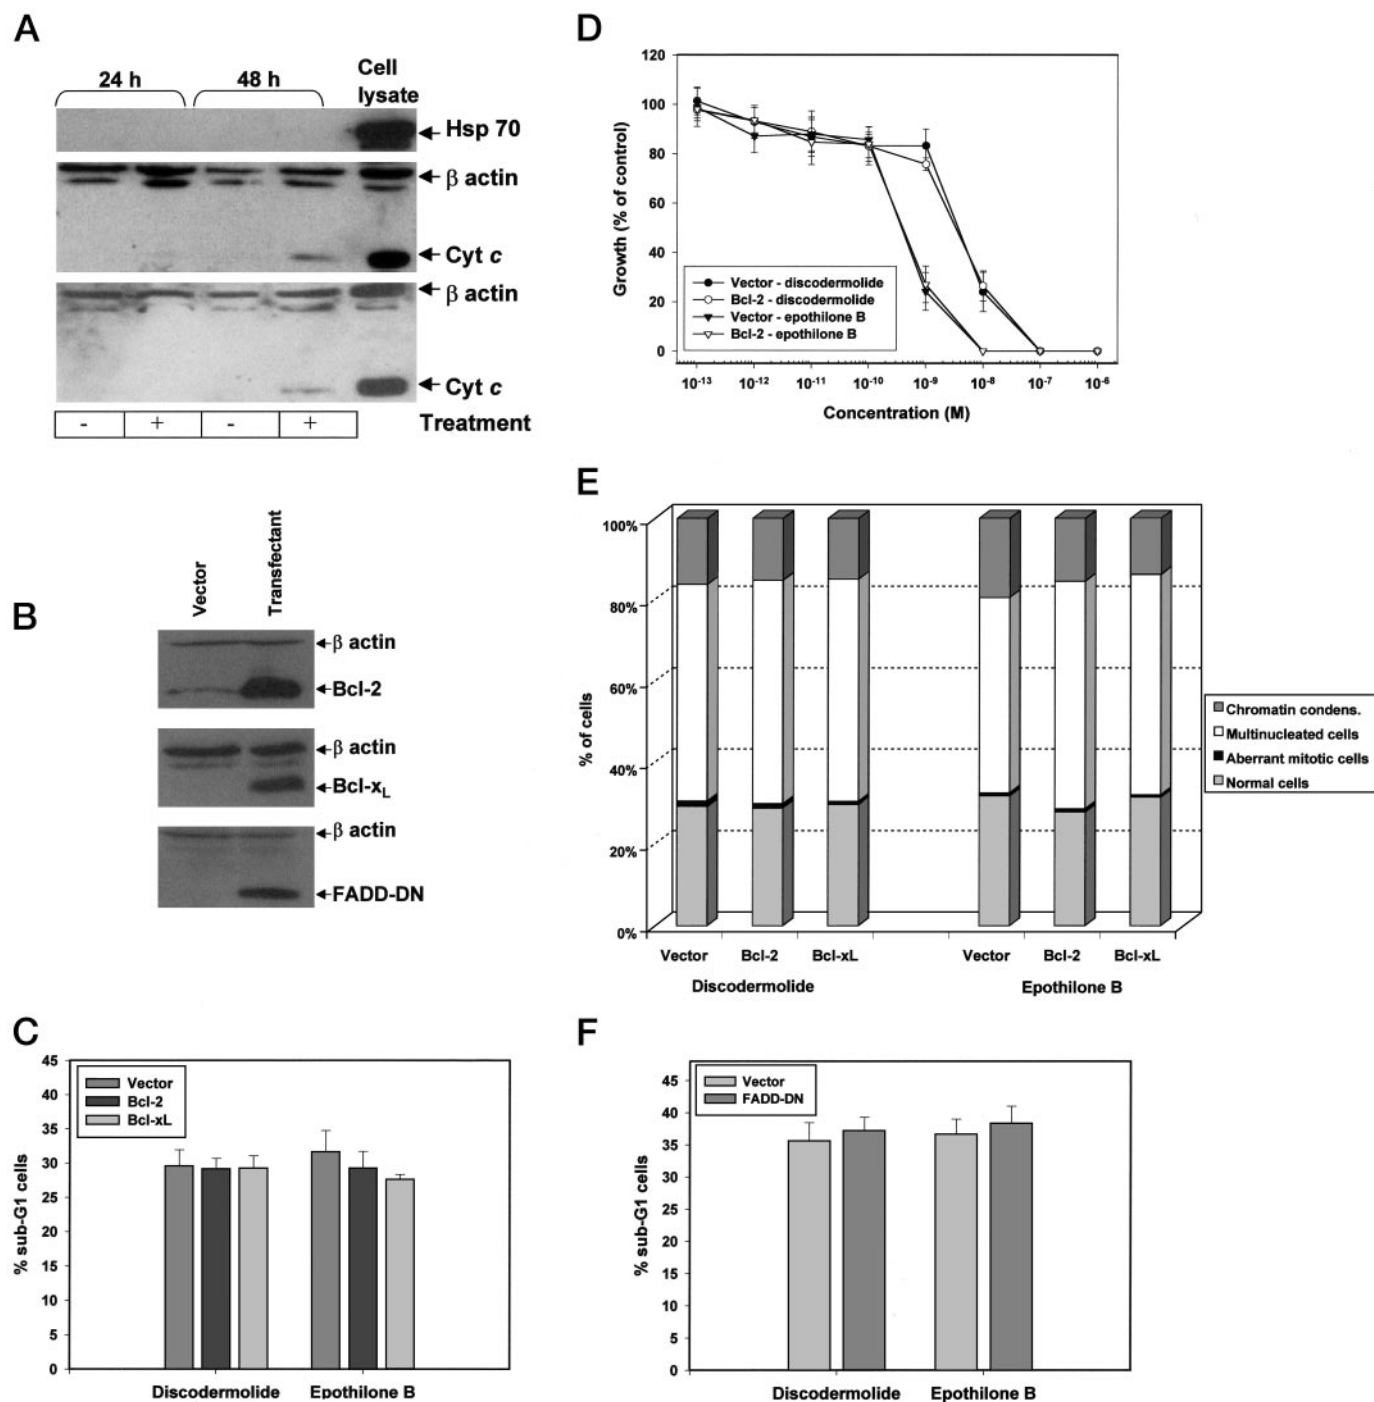 A
24 h 48 h Cell lysate
Hsp 70
β actin
Cyt c
β actin
Cyt c
- + - + Treatment
B
Vector Transfectant
β actin
Bcl-2
β actin
Bcl-xL
β actin
FADD-DN
C
% sub-G1 cells
45
40
35
30
25
20
15
10
5
0
Vector
Bcl-2
Bcl-xL
Discodermolide Epothilone B
D
Growth (% of control)
120
100
80
60
40
20
0
Vector - discodermolide
Bcl-2 - discodermolide
Vector - epothilone B
Bcl-2 - epothilone B
10-13 10-12 10-11 10-10 10-9 10-8 10-7 10-6
Concentration (M)
E
% of cells
100%
80%
60%
40%
20%
0%
Chromatin condens.
Multinucleated cells
Aberrant mitotic cells
Normal cells
Vector Bcl-2 Bcl-xL Vector Bcl-2 Bcl-xL
Discodermolide Epothilone B
F
% sub-G1 cells
45
40
35
30
25
20
15
10
5
0
Vector
FADD-DN
Discodermolide Epothilone B